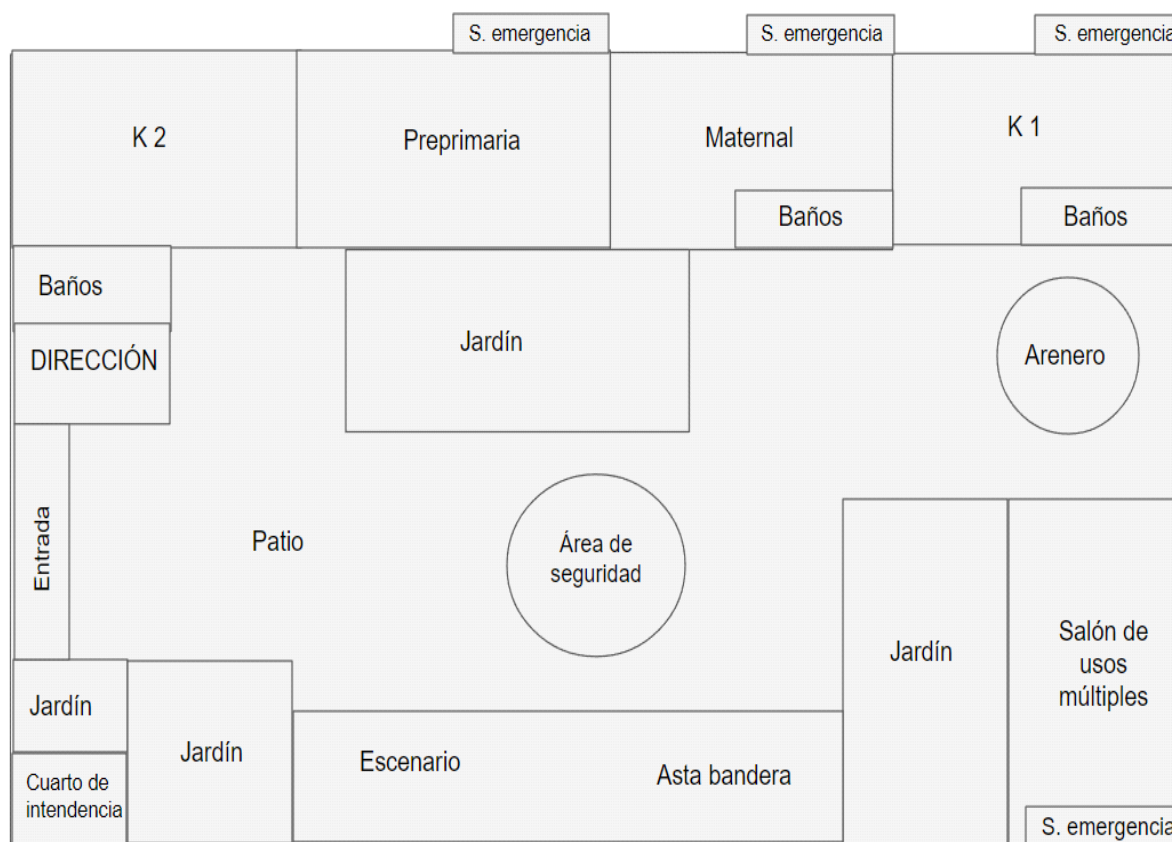 S. emergencia
S. emergencia
S. emergencia
K 2
Preprimaria
Maternal
K 1
Baños
Baños
Baños
DIRECCIÓN
Jardín
Arenero
Entrada
Patio
Área de
seguridad
Jardín
Salón de
usos
múltiples
Jardín
Jardín
Escenario
Asta bandera
Cuarto de
intendencia
S. emergencia